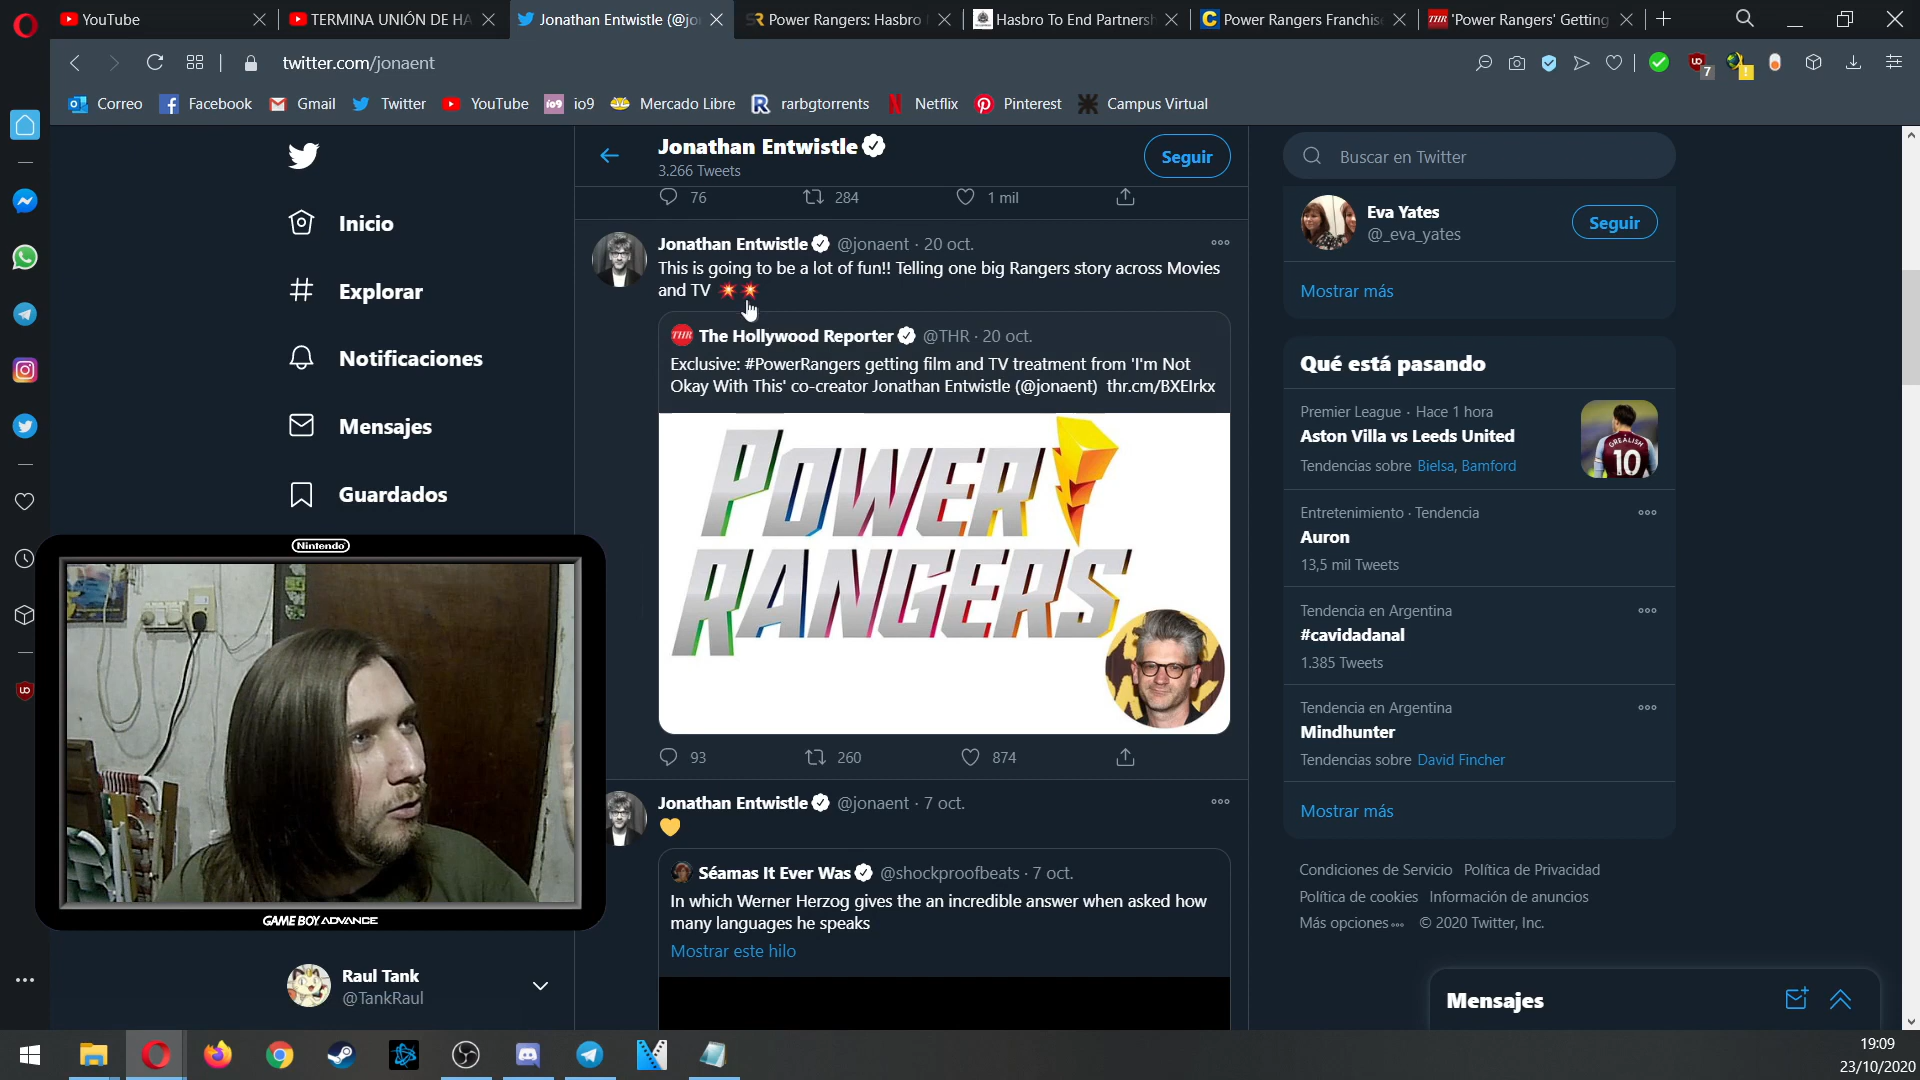 YouTube
TERMINA UNIÓN DE HA
Jonathan Entwistle (@jo
Power Rangers: Hasbro
Hasbro To End Partnersh
Power Rangers Franchis
THR 'Power Rangers' Getting
twitter.com/jonaent
7
Correo
Facebook
Gmail
Twitter
YouTube
io9 io9
Mercado Libre
rarbgtorrents
Netflix
Pinterest
Campus Virtual
Inicio
Explorar
Notificaciones
Mensajes
Guardados
Jonathan Entwistle
3.266 Tweets
Seguir
76 284 1 mil
Jonathan Entwistle @jonaent · 20 oct.
This is going to be a lot of fun!! Telling one big Rangers story across Movies
and TV 💥💥
THR The Hollywood Reporter @THR · 20 oct.
Exclusive: #PowerRangers getting film and TV treatment from 'I'm Not
Okay With This' co-creator Jonathan Entwistle (@jonaent) thr.cm/BXEIrkx
POWER
RANGERS
93 260 874
Jonathan Entwistle @jonaent · 7 oct.
💛
Séamas It Ever Was @shockproofbeats · 7 oct.
In which Werner Herzog gives the an incredible answer when asked how
many languages he speaks
Mostrar este hilo
Buscar en Twitter
Eva Yates
@_eva_yates
Seguir
Mostrar más
Qué está pasando
Premier League · Hace 1 hora
Aston Villa vs Leeds United
Tendencias sobre Bielsa, Bamford
GREALISH
10
Entretenimiento · Tendencia
Auron
13,5 mil Tweets
Tendencia en Argentina
#cavidadanal
1.385 Tweets
Tendencia en Argentina
Mindhunter
Tendencias sobre David Fincher
Mostrar más
Condiciones de Servicio Política de Privacidad
Política de cookies Información de anuncios
Más opciones © 2020 Twitter, Inc.
Mensajes
Nintendo
GAME BOY ADVANCE
Raul Tank
@TankRaul
19:09
23/10/2020